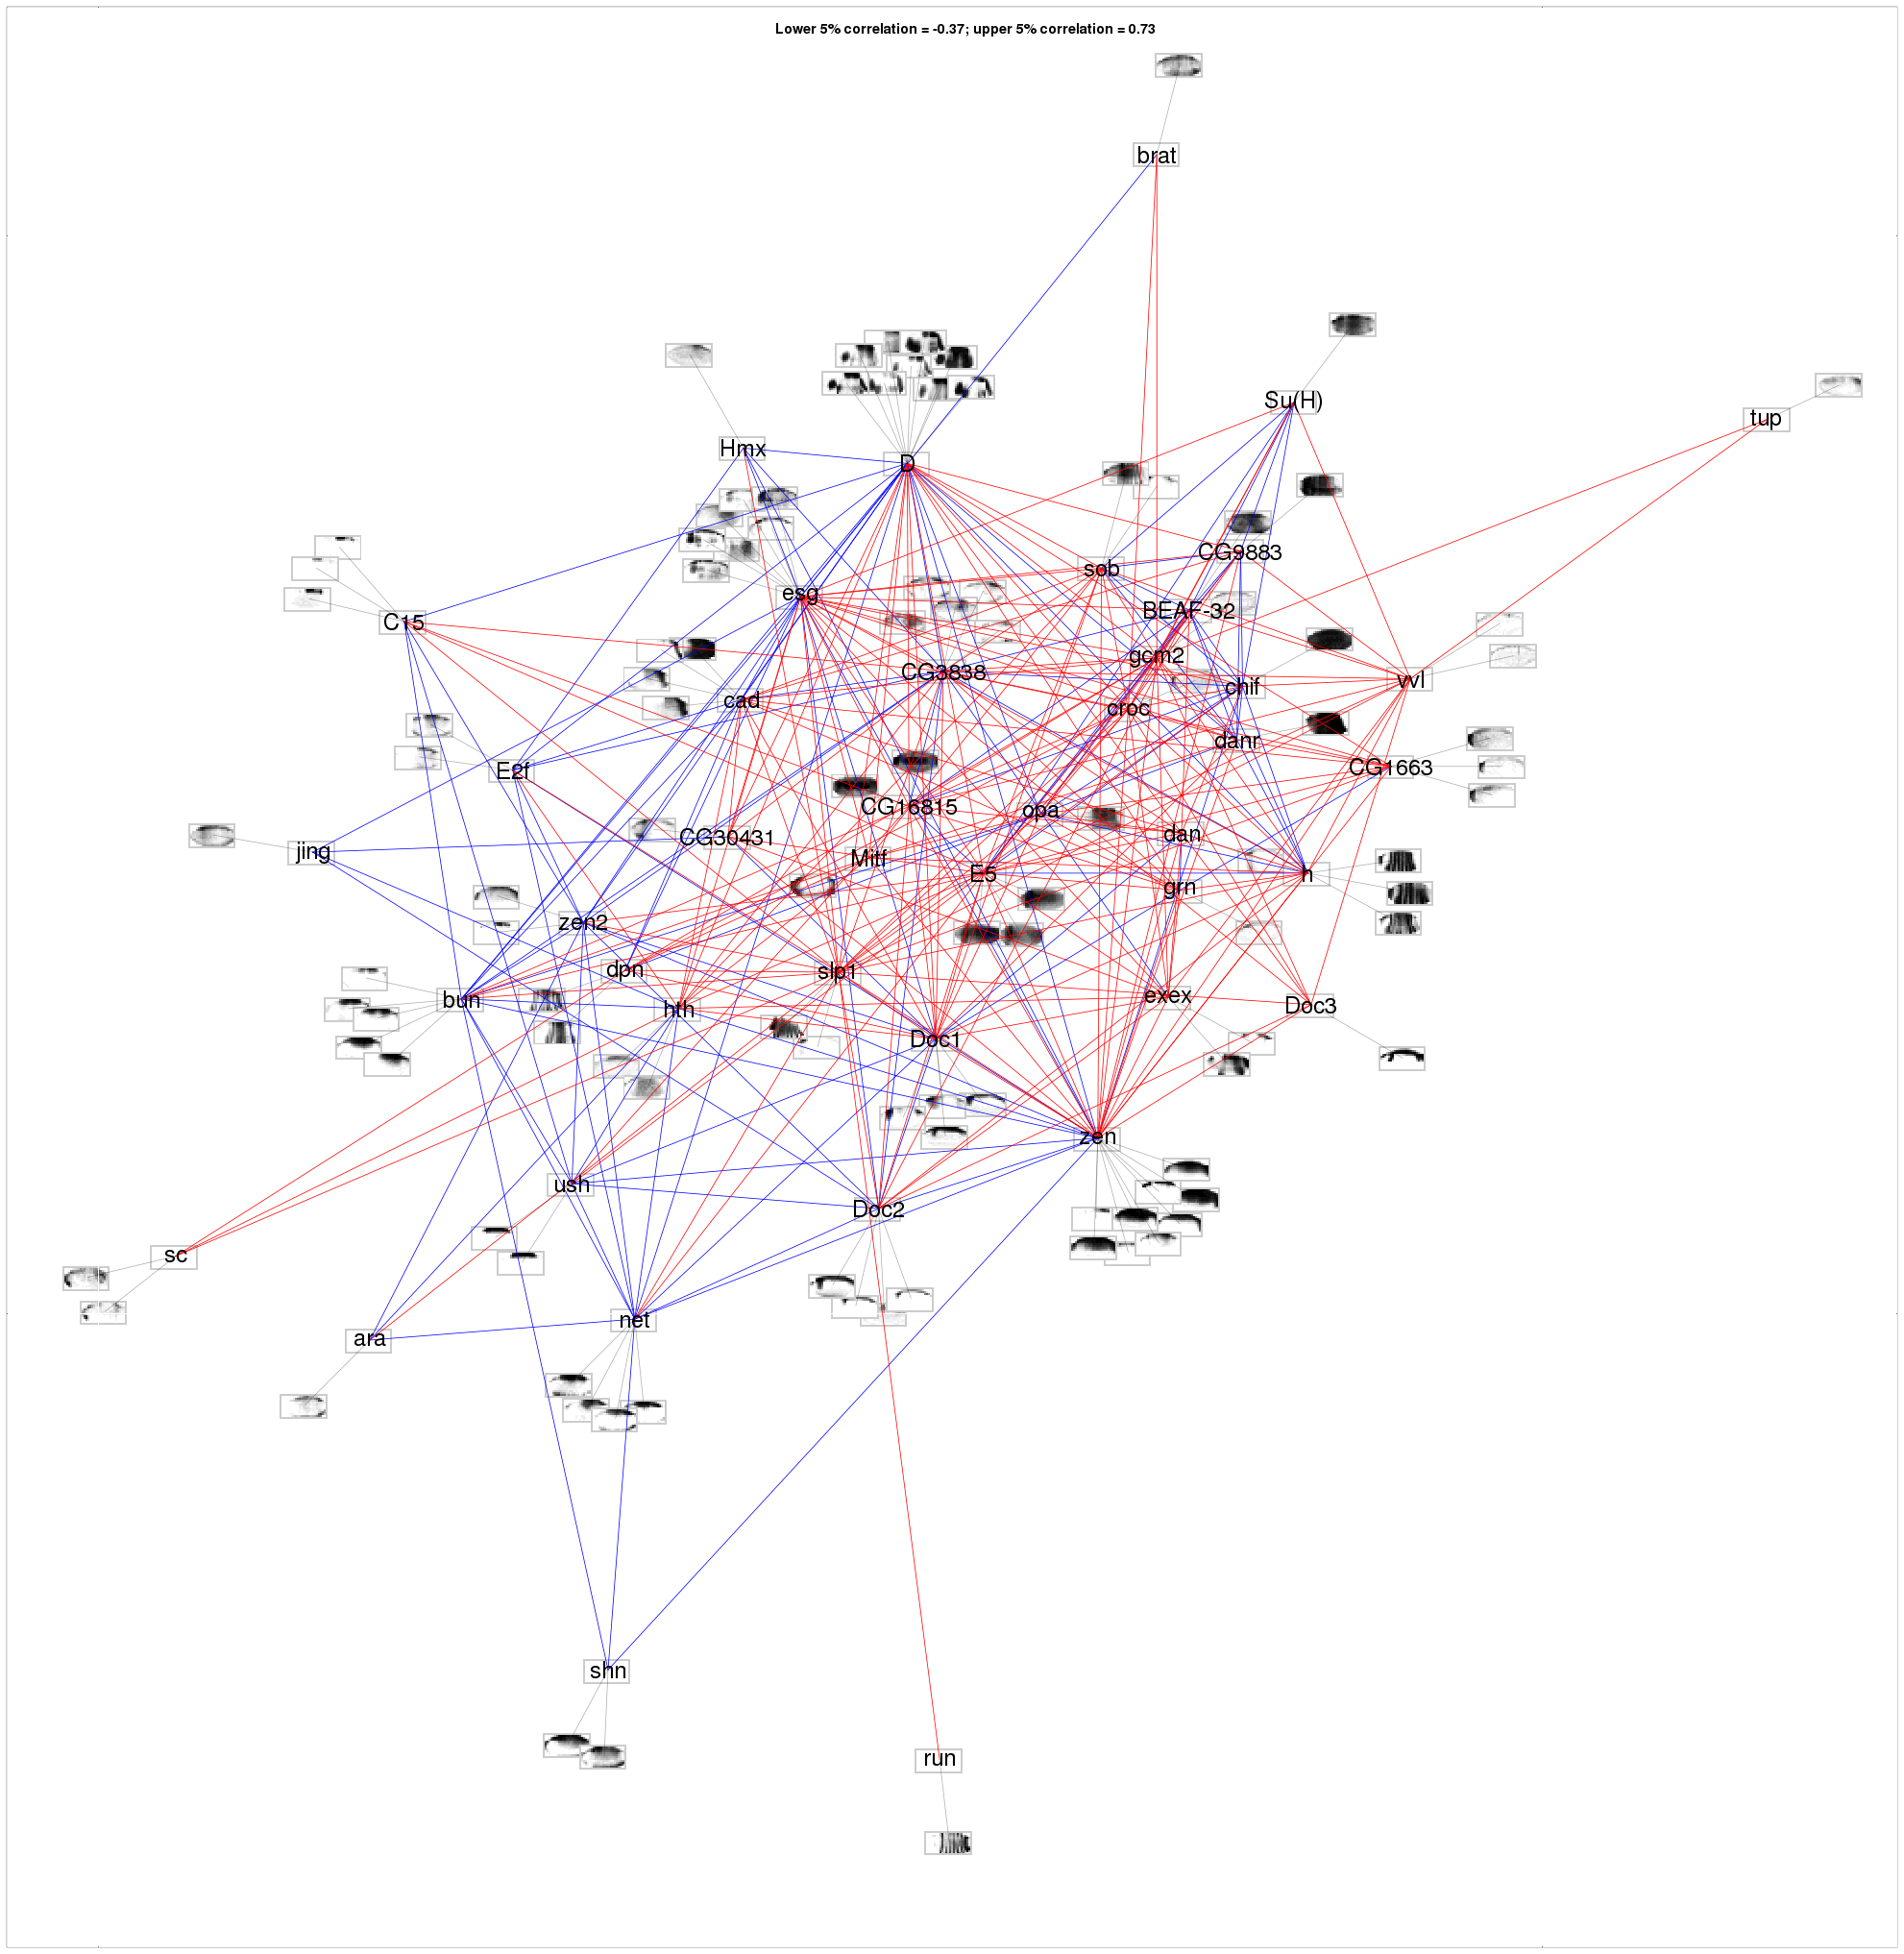 Lower 5% correlation = -0.37; upper 5% correlation = 0.73
brat
Su(H)
tup
Hmx
D
CG9883
sob
esg
BEAF-32
C15
gcm2
CG3838
vvl
chif
cad
croc
danr
E2f
CG1663
CG16815
opa
dan
CG30431
jing
Mitf
E5
h
grn
zen2
dpn
slp1
exex
bun
Doc3
hth
Doc1
zen
ush
Doc2
sc
net
ara
shn
run